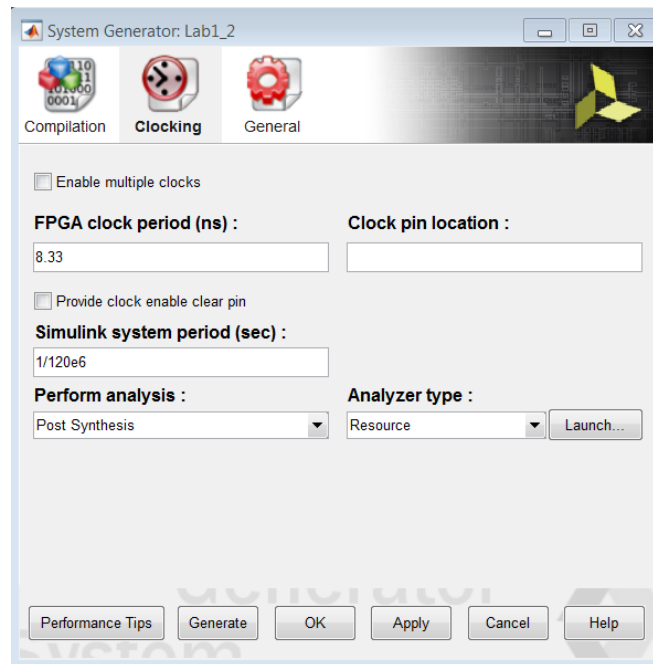 System Generator: Lab1_2
Compilation Clocking General
Enable multiple clocks
FPGA clock period (ns) : Clock pin location :
8.33
Provide clock enable clear pin
Simulink system period (sec) :
1/120e6
Perform analysis : Analyzer type :
Post Synthesis Resource Launch...
Generator
Performance Tips Generate OK Apply Cancel Help
System